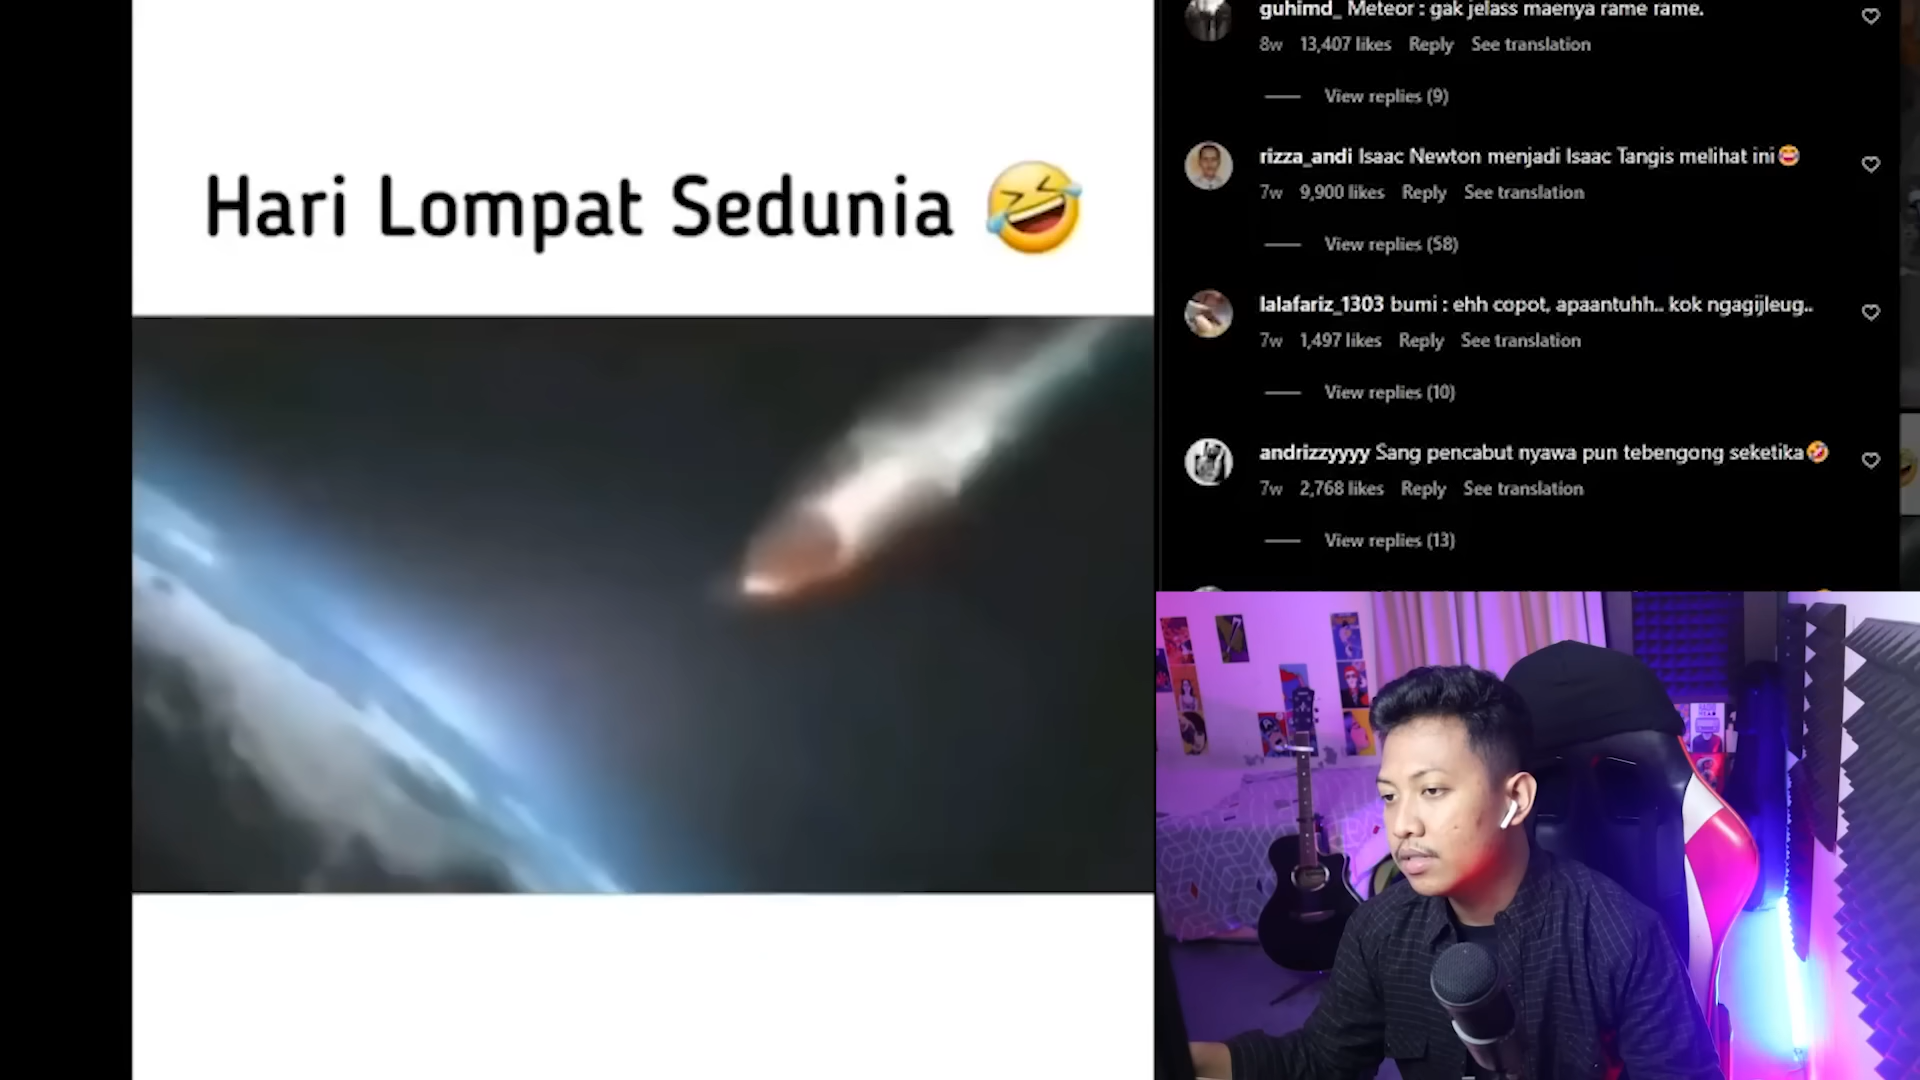 Hari Lompat Sedunia 🤣
guhimd_ Meteor : gak jelass maenya rame rame.
8w 13,407 likes Reply See translation
View replies (9)
rizza_andi Isaac Newton menjadi Isaac Tangis melihat ini😂
7w 9,900 likes Reply See translation
View replies (58)
lalafariz_1303 bumi : ehh copot, apaantuhh.. kok ngagijleug..
7w 1,497 likes Reply See translation
View replies (10)
andrizzyyyy Sang pencabut nyawa pun tebengong seketika🤣
7w 2,768 likes Reply See translation
View replies (13)